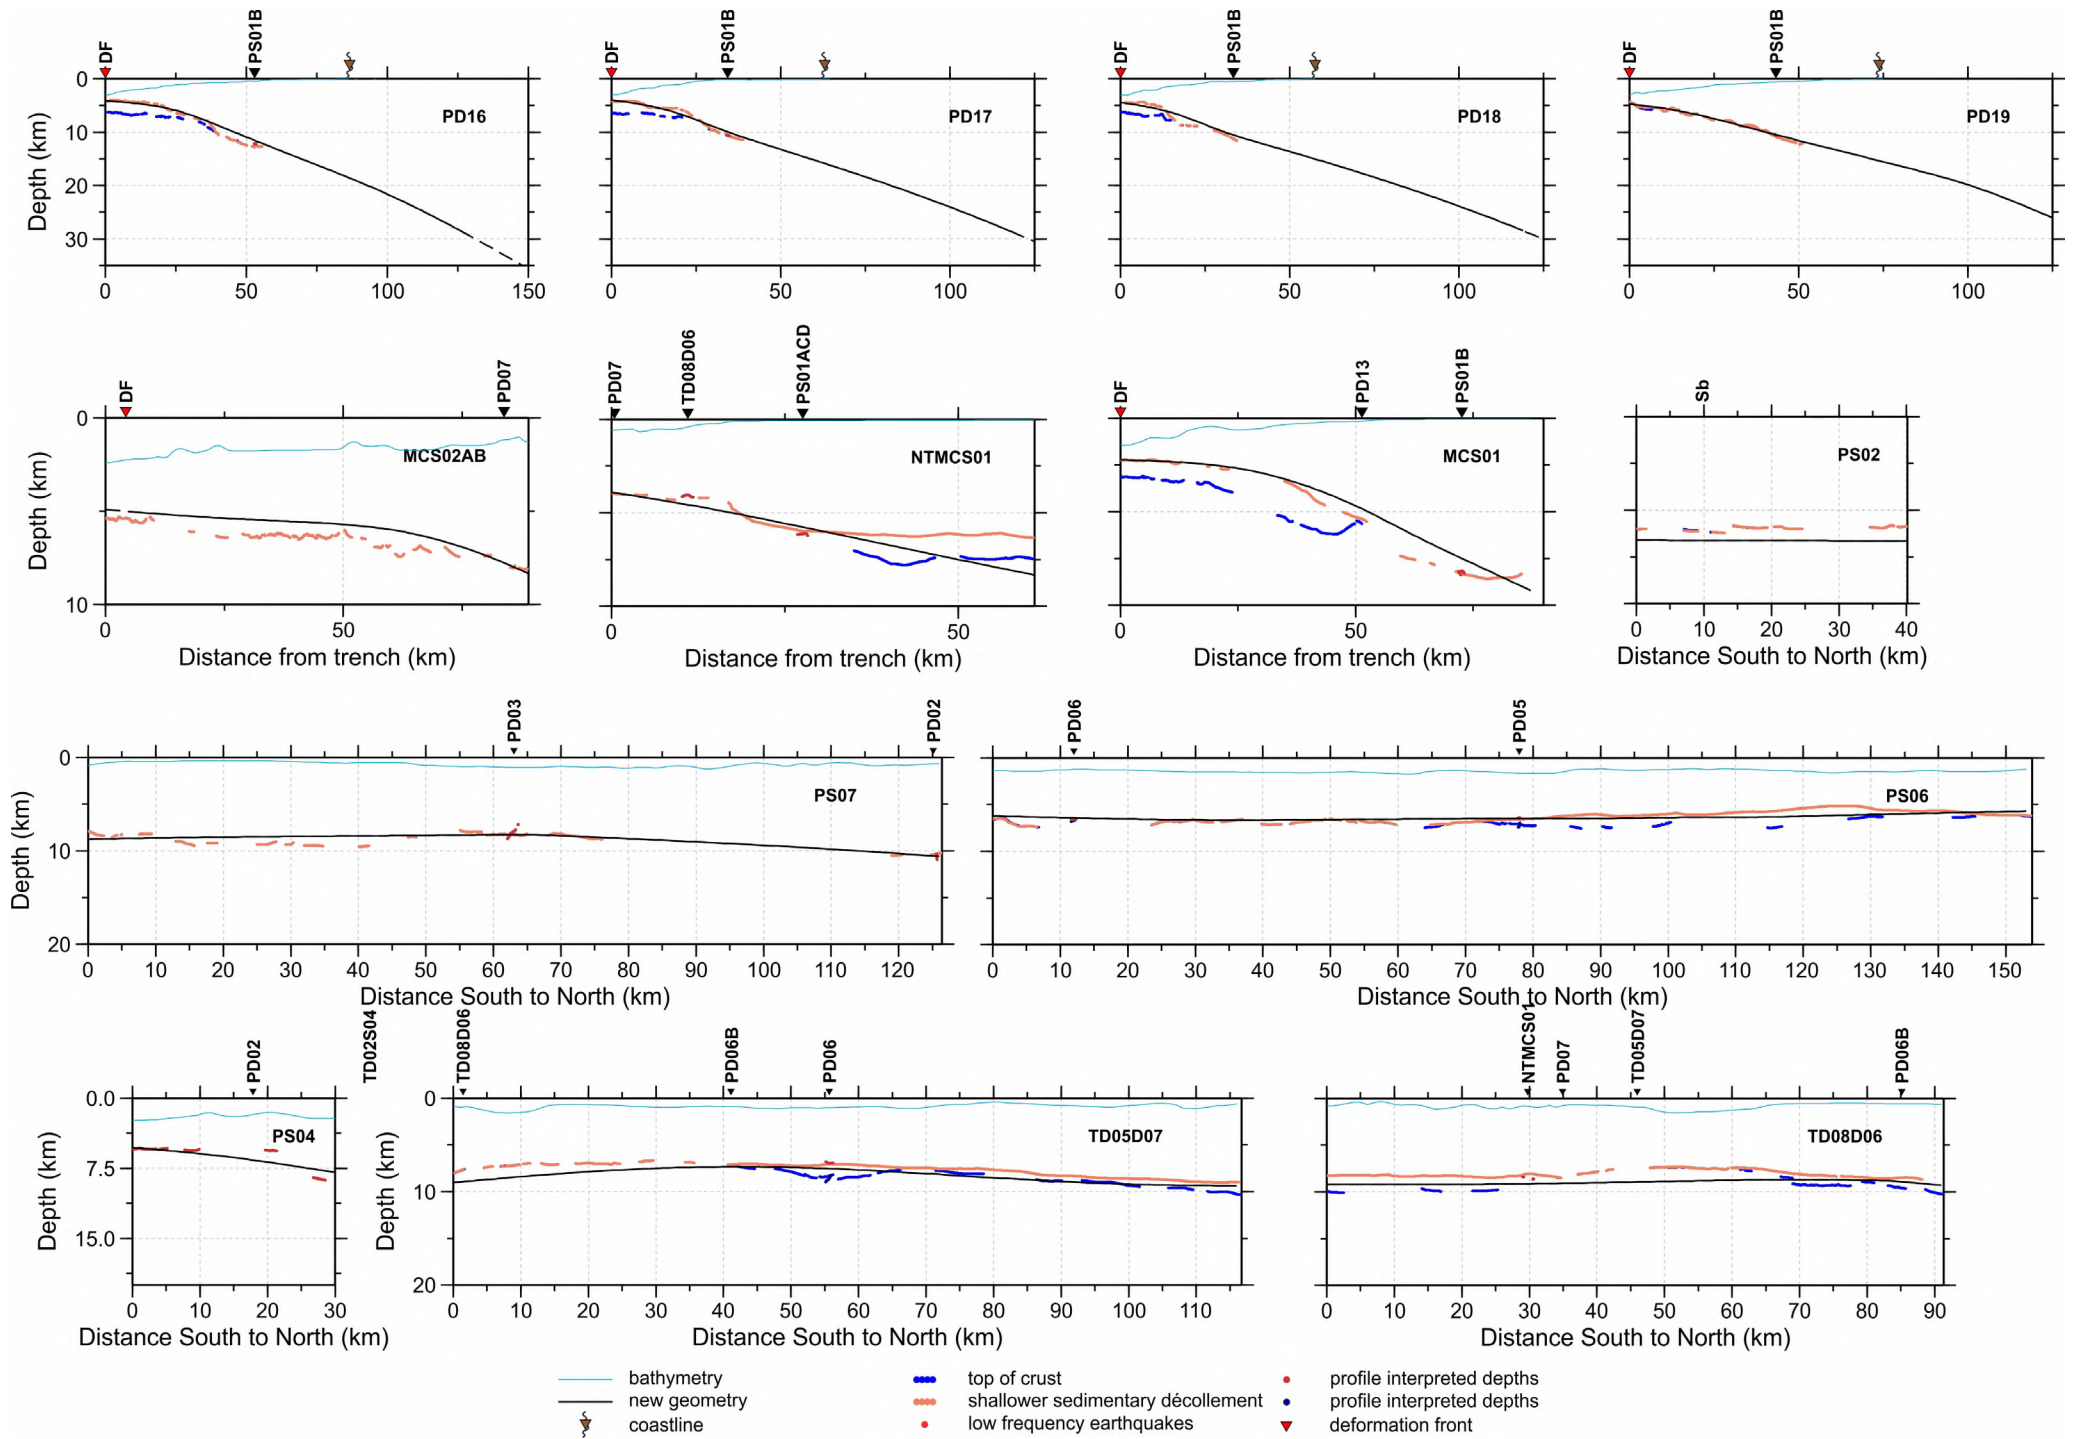 DF PS01B DF PS01B DF PS01B DF PS01B
0 10 20 30
Depth (km)
PD16 PD17 PD18 PD19
0 50 100 150 0 50 100 0 50 100 0 50 100
DF PD07 PD07 TD08D06 PS01ACD DF PD13 PS01B Sb
0 10
Depth (km)
MCS02AB NTMCS01 MCS01 PS02
0 50 0 50 0 50 0 10 20 30 40
Distance from trench (km) Distance from trench (km) Distance from trench (km) Distance South to North (km)
PD03 PD02 PD06 PD05
0 10 20
Depth (km)
PS07 PS06
0 10 20 30 40 50 60 70 80 90 100 110 120 0 10 20 30 40 50 60 70 80 90 100 110 120 130 140 150
Distance South to North (km) Distance South to North (km)
PD02 TD02S04 TD08D06 PD06B PD06 NTMCS01 PD07 TD05D07 PD06B
0.0 7.5 15.0
Depth (km)
0 10 20
Depth (km)
PS04 TD05D07 TD08D06
0 10 20 30 0 10 20 30 40 50 60 70 80 90 100 110 0 10 20 30 40 50 60 70 80 90
Distance South to North (km) Distance South to North (km) Distance South to North (km)
bathymetry top of crust profile interpreted depths
new geometry shallower sedimentary décollement profile interpreted depths
coastline low frequency earthquakes deformation front